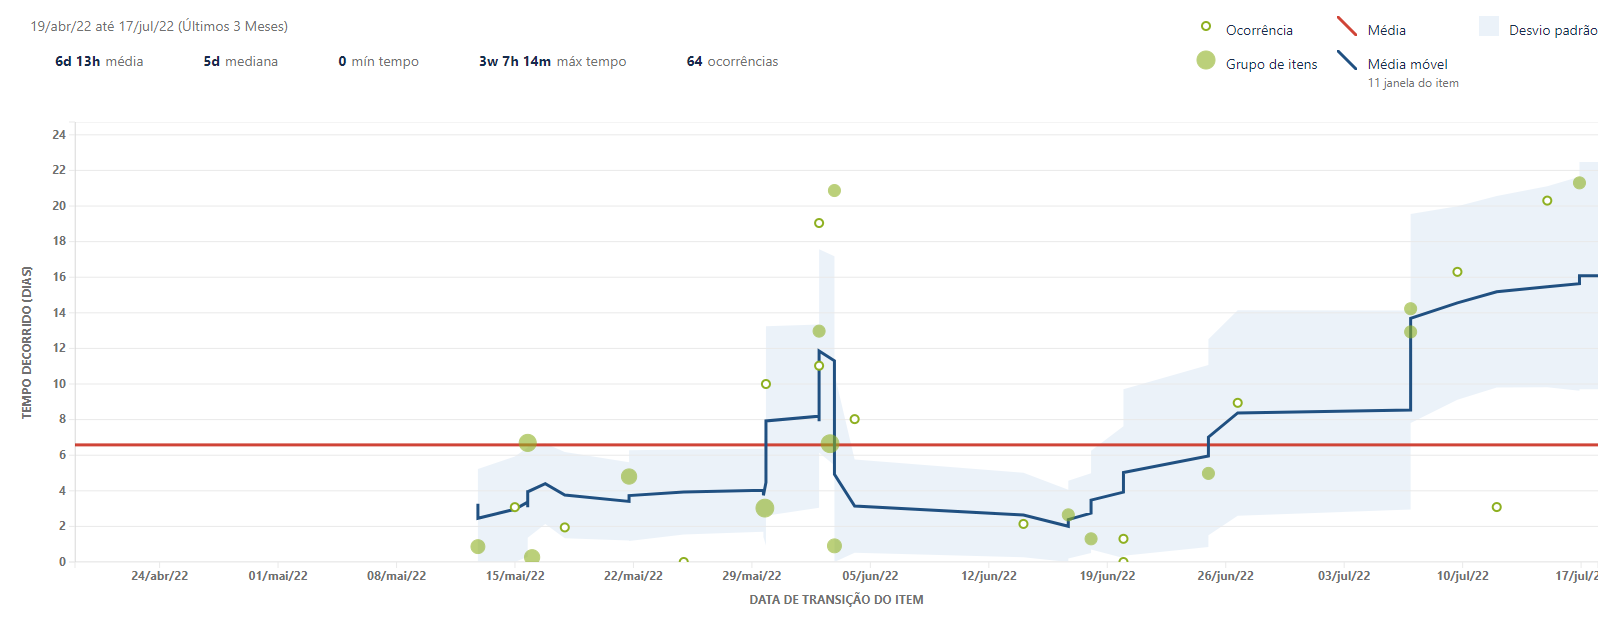 19/abr/22 até 17/jul/22 (Últimos 3 Meses)
6d 13h média
5d mediana
0 mín tempo
3w 7h 14m máx tempo
64 ocorrências
Ocorrência
Média
Desvio padrão
Grupo de itens
Média móvel
11 janela do item
TEMPO DECORRIDO (DIAS)
24
22
20
18
16
14
12
10
8
6
4
2
0
24/abr/22
01/mai/22
08/mai/22
15/mai/22
22/mai/22
29/mai/22
05/jun/22
12/jun/22
19/jun/22
26/jun/22
03/jul/22
10/jul/22
17/jul/2
DATA DE TRANSIÇÃO DO ITEM